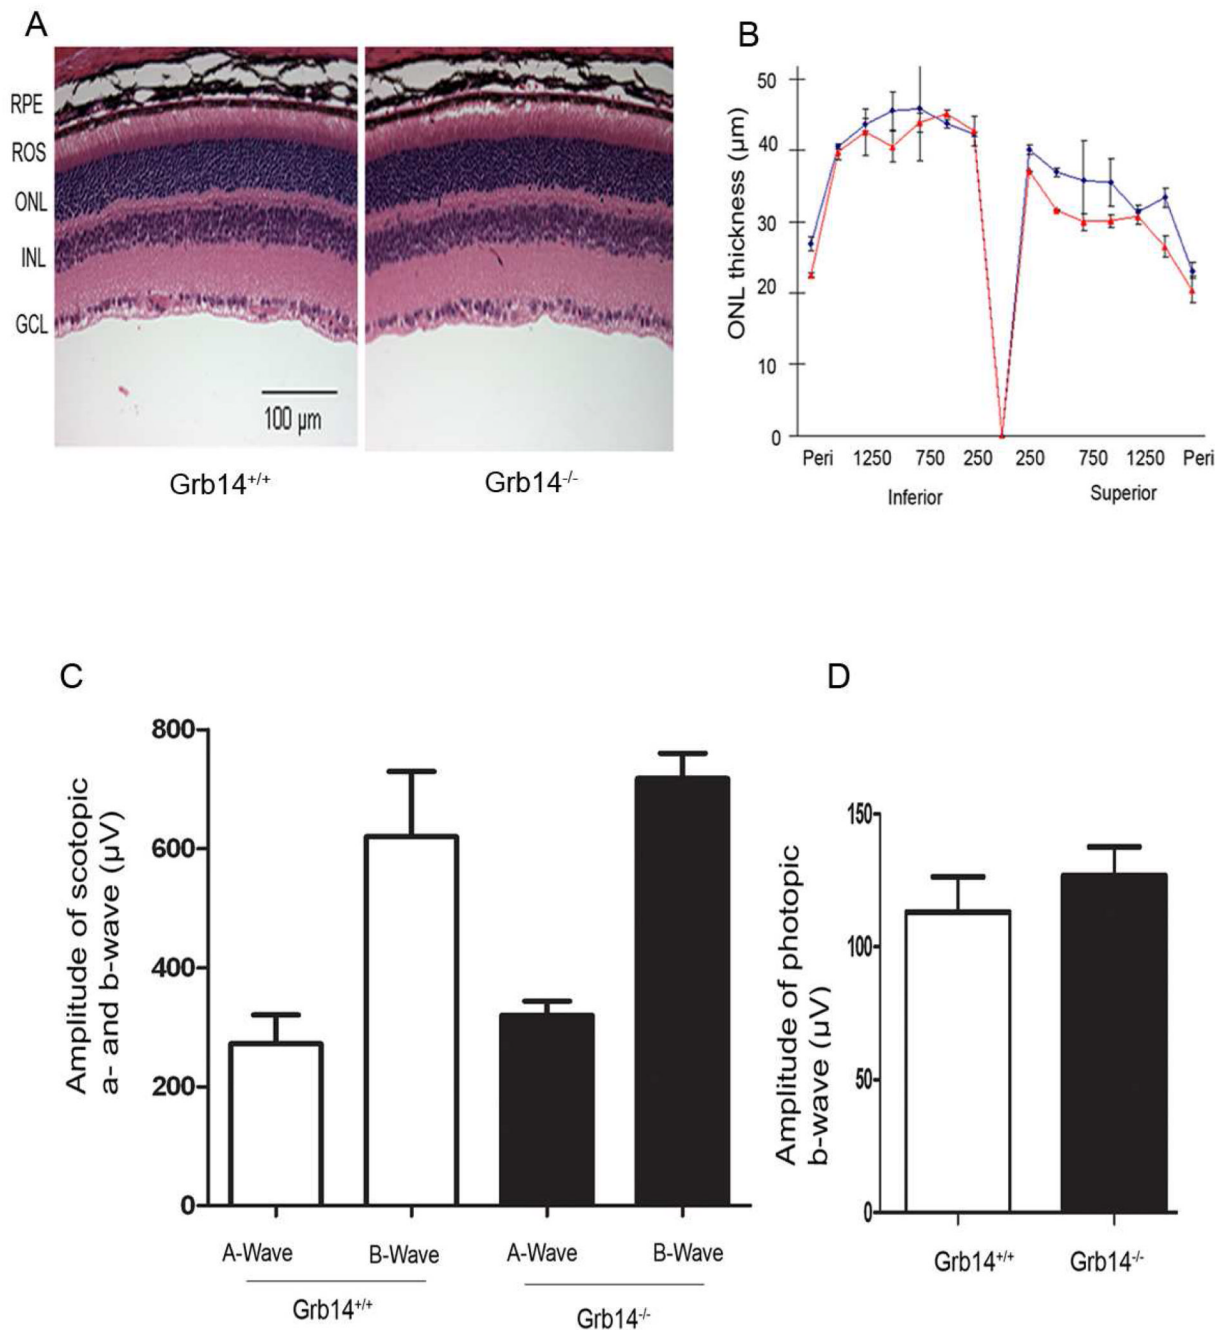 A
RPE
ROS
ONL
INL
GCL
100 μm
Grb14+/+
Grb14-/-
B
ONL thickness (μm)
50
40
30
20
10
0
Peri 1250 750 250 250 750 1250 Peri
Inferior Superior
C
Amplitude of scotopic
a- and b-wave (μV)
800
600
400
200
0
A-Wave B-Wave A-Wave B-Wave
Grb14+/+ Grb14-/-
D
Amplitude of photopic
b-wave (μV)
150
100
50
0
Grb14+/+ Grb14-/-